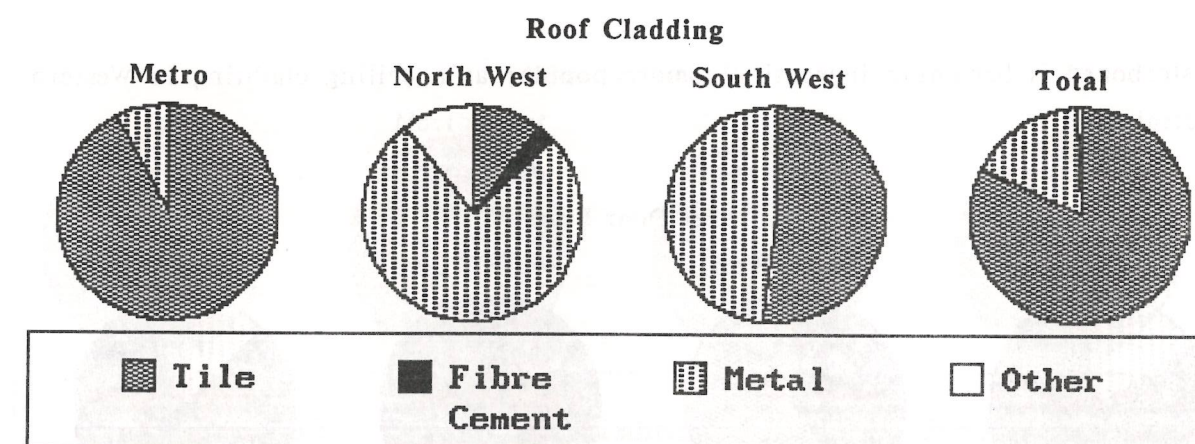 Roof Cladding
Metro North West South West Total
Tile Fibre Metal Other
Cement